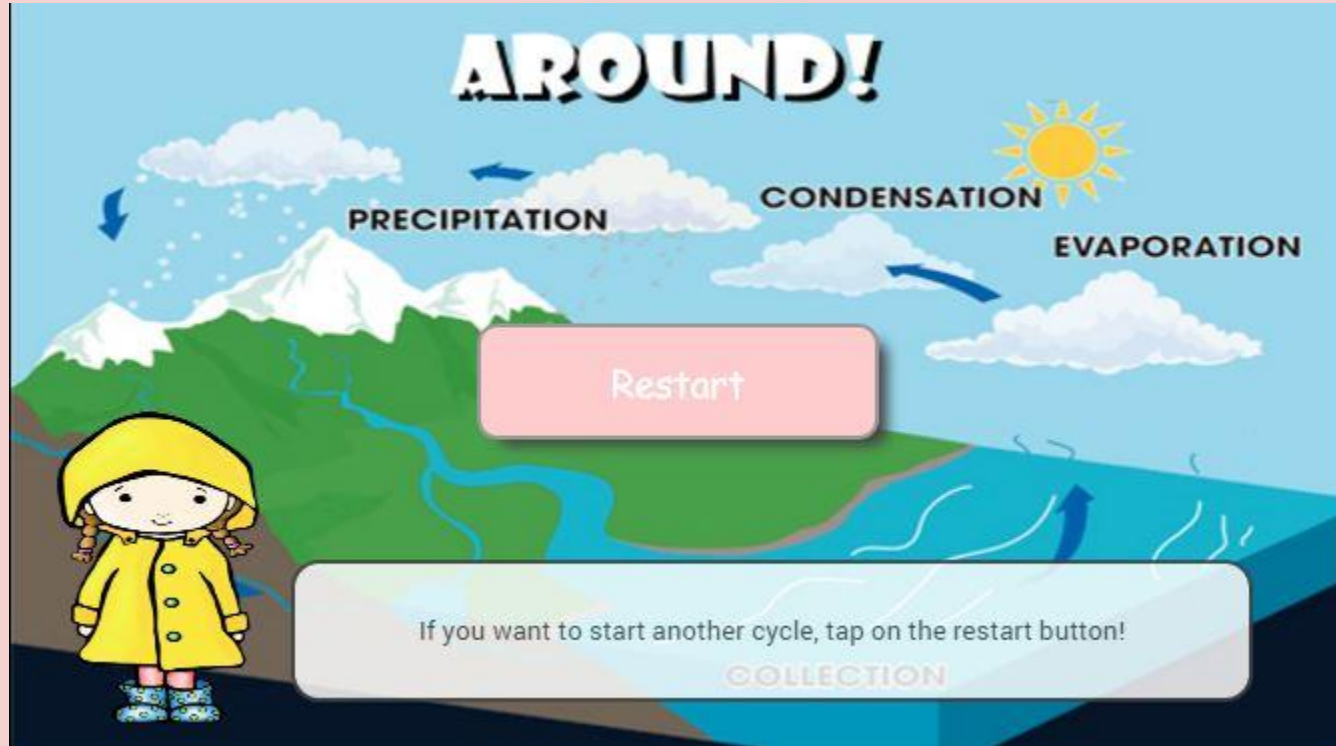 AROUND!
CONDENSATION
PRECIPITATION
EVAPORATION
Restart
If you want to start another cycle, tap on the restart button!
COLLECTION